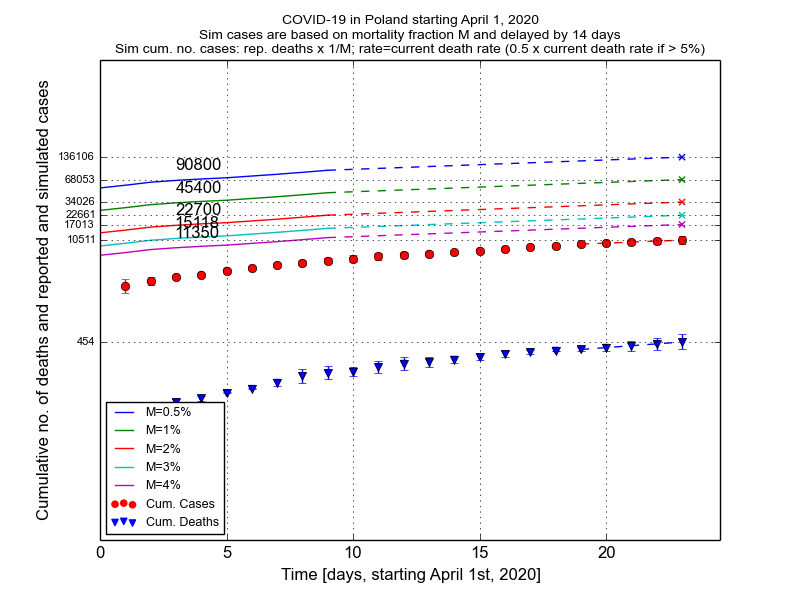 COVID-19 in Poland starting April 1, 2020
Sim cases are based on mortality fraction M and delayed by 14 days
Sim cum. no. cases: rep. deaths x 1/M; rate=current death rate (0.5 x current death rate if > 5%)
Cumulative no. of deaths and reported and simulated cases
136106
68053
34026
22661
17013
10511
454
90800
45400
22700
15118
11350
M=0.5%
M=1%
M=2%
M=3%
M=4%
Cum. Cases
Cum. Deaths
0 5 10 15 20
Time [days, starting April 1st, 2020]